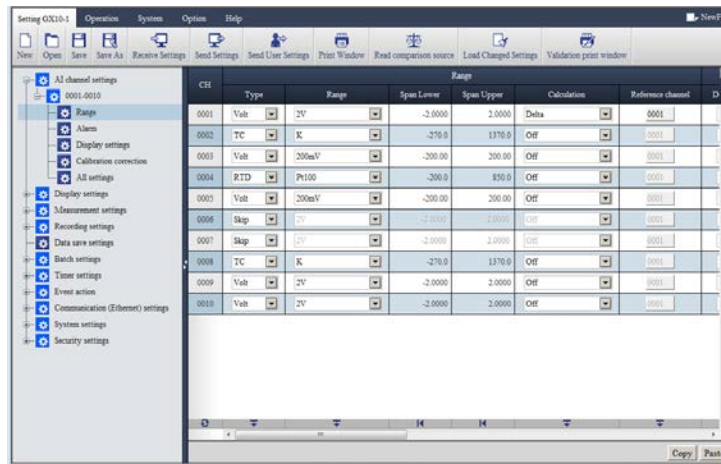 Setting GX10-1 Operation System Option Help
New Open Save Save As Receive Settings Send Settings Send User Settings Print Window Read comparison source Load Changed Settings Validation print window
AI channel settings
0001-0010
Range
Alarm
Display settings
Calibration correction
All settings
Display settings
Measurement settings
Recording settings
Data save settings
Batch settings
Timer settings
Event action
Communication (Ethernet) settings
System settings
Security settings
Range
CH Type Range Span Lower Span Upper Calculation Reference channel
0001 Volt 2V -2.0000 2.0000 Delta 0001
0002 TC K -270.0 1370.0 Off 0001
0003 Volt 200mV -200.00 200.00 Off 0001
0004 RTD Pt100 -200.0 850.0 Off 0001
0005 Volt 200mV -200.00 200.00 Off 0001
0006 Skip 2V -2.0000 2.0000 Off 0001
0007 Skip 2V -2.0000 2.0000 Off 0001
0008 TC K -270.0 1370.0 Off 0001
0009 Volt 2V -2.0000 2.0000 Off 0001
0010 Volt 2V -2.0000 2.0000 Off 0001
Copy